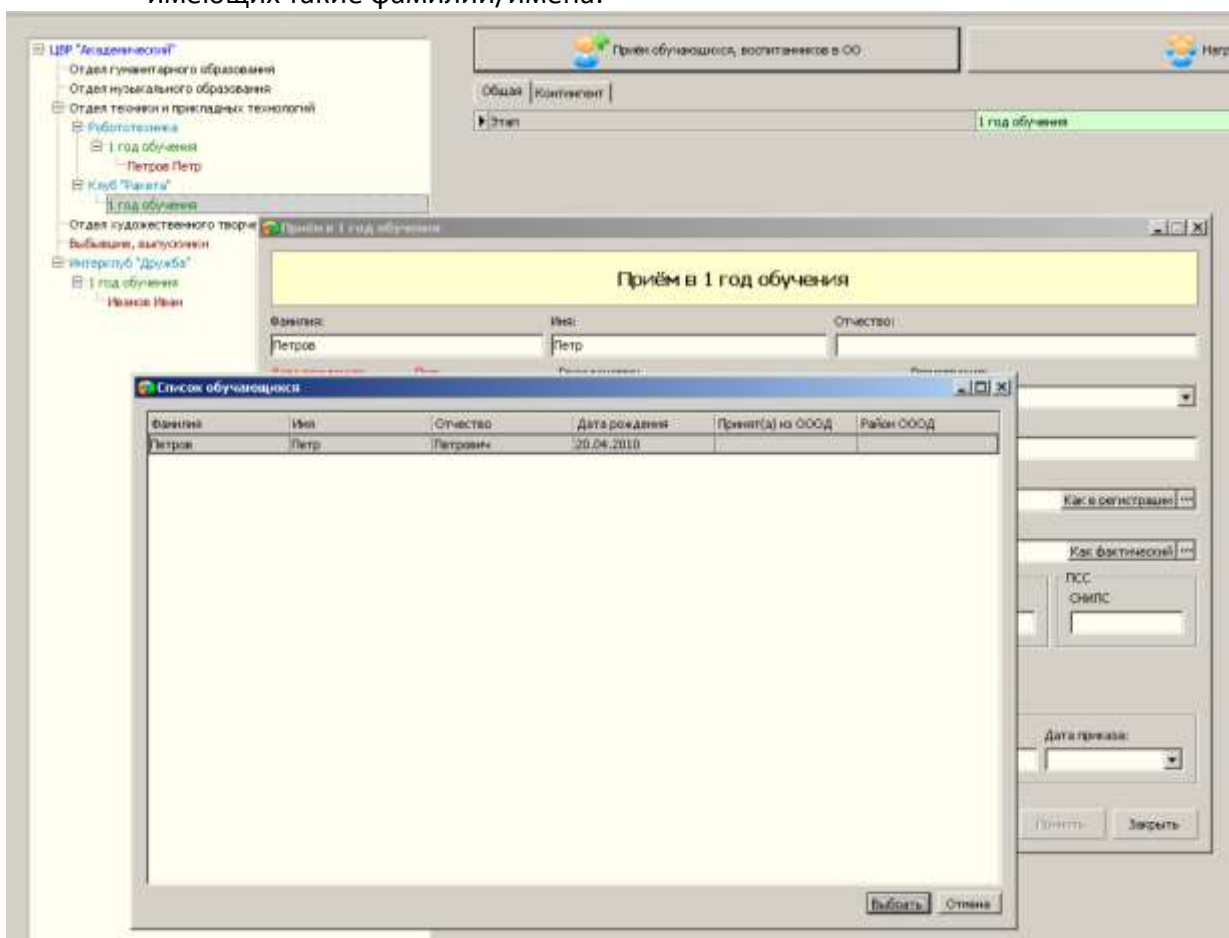 имеющих такие фамилии/имена.
ЦВР "Академический"
Отдел гуманитарного образования
Отдел музыкального образования
Отдел техники и прикладных технологий
Робототехника
1 год обучения
Петров Петр
Клуб "Ракета"
1 год обучения
Отдел художественного творче
Выбывшие, выпускники
Интерклуб "Дружба"
1 год обучения
Иванов Иван
Приём обучающихся, воспитанников в ОО
Напр
Общая Контингент
Этап 1 год обучения
Приём в 1 год обучения
Приём в 1 год обучения
Фамилия: Имя: Отчество:
Петров Петр
Список обучающихся
Фамилия Имя Отчество Дата рождения Принят(а) из ОООД Район ОООД
Петров Петр Петрович 20.04.2010
Как в регистрации ...
Как фактический ...
ПСС
СНИЛС
Дата приказа:
Принять Закрыть
Выбрать Отмена